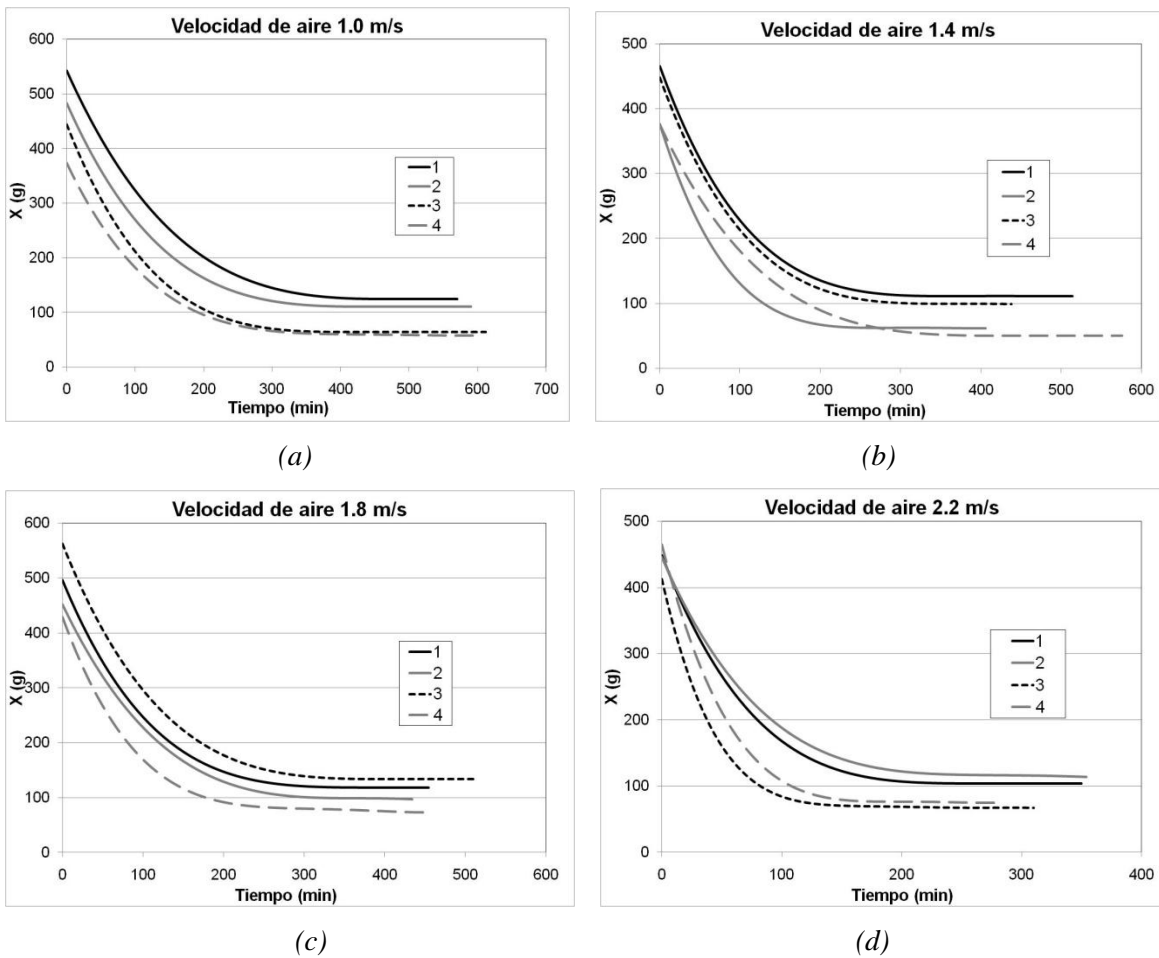 Velocidad de aire 1.0 m/s
600
500
400
300
200
100
0
X (g)
1
2
3
4
0 100 200 300 400 500 600 700
Tiempo (min)
(a)
Velocidad de aire 1.4 m/s
500
400
300
200
100
0
X (g)
1
2
3
4
0 100 200 300 400 500 600
Tiempo (min)
(b)
Velocidad de aire 1.8 m/s
600
500
400
300
200
100
0
X (g)
1
2
3
4
0 100 200 300 400 500 600
Tiempo (min)
(c)
Velocidad de aire 2.2 m/s
500
400
300
200
100
0
X (g)
1
2
3
4
0 100 200 300 400
Tiempo (min)
(d)